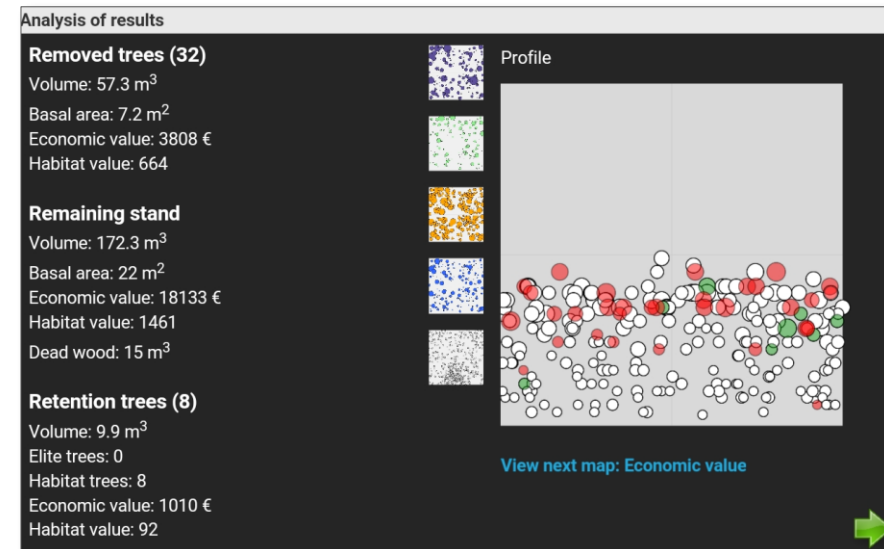 Analysis of results
Removed trees (32)
Volume: 57.3 m³
Basal area: 7.2 m²
Economic value: 3808 €
Habitat value: 664
Remaining stand
Volume: 172.3 m³
Basal area: 22 m²
Economic value: 18133 €
Habitat value: 1461
Dead wood: 15 m³
Retention trees (8)
Volume: 9.9 m³
Elite trees: 0
Habitat trees: 8
Economic value: 1010 €
Habitat value: 92
Profile
View next map: Economic value